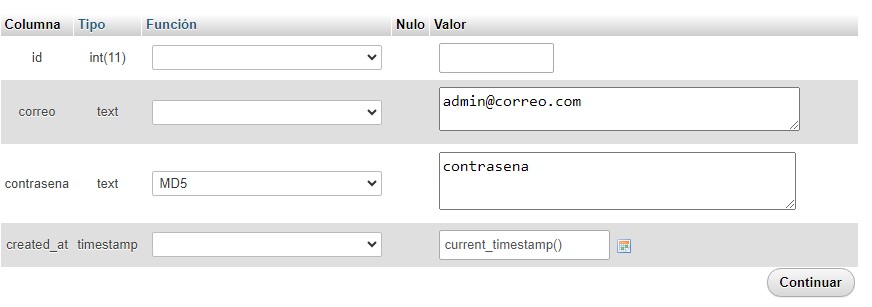 Columna Tipo Función Nulo Valor
id int(11)
correo text admin@correo.com
contrasena text MD5 contrasena
created_at timestamp current_timestamp()
Continuar